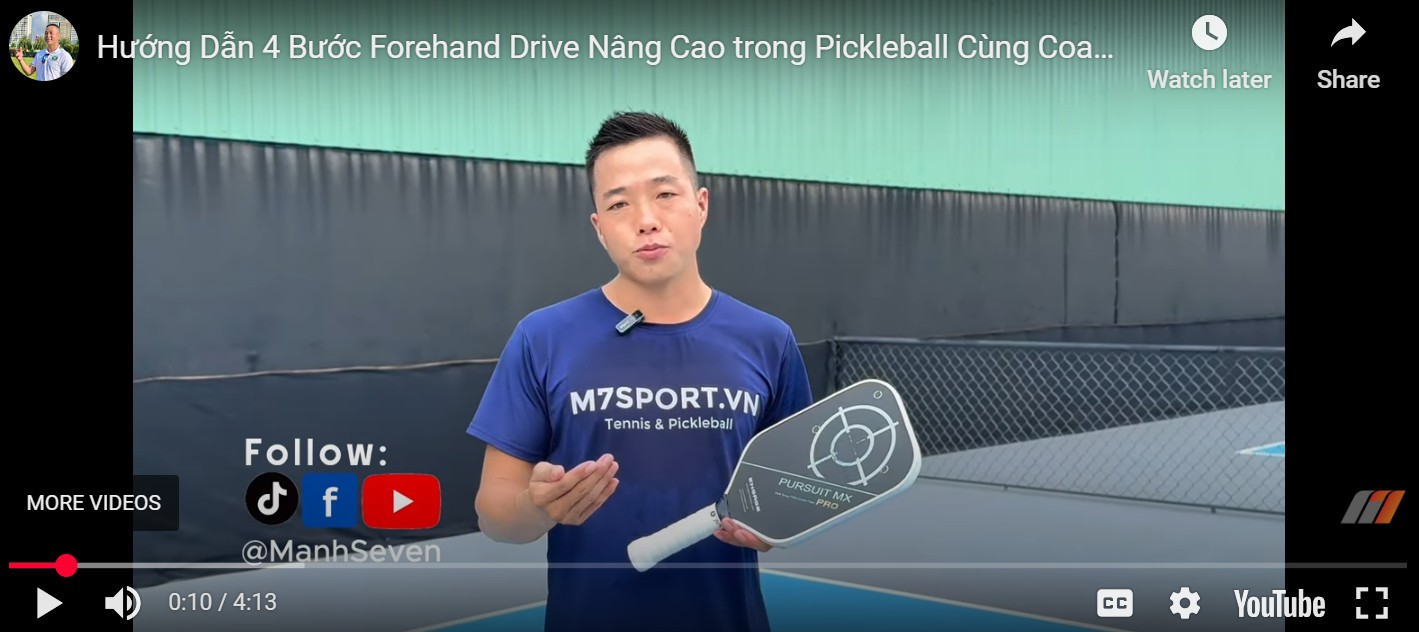 Hướng Dẫn 4 Bước Forehand Drive Nâng Cao trong Pickleball Cùng Coa...
Watch later
Share
M7SPORT.VN
Tennis & Pickleball
Follow:
f
@ManhSeven
MORE VIDEOS
PURSUIT MX
PRO
0:10 / 4:13
CC
YouTube